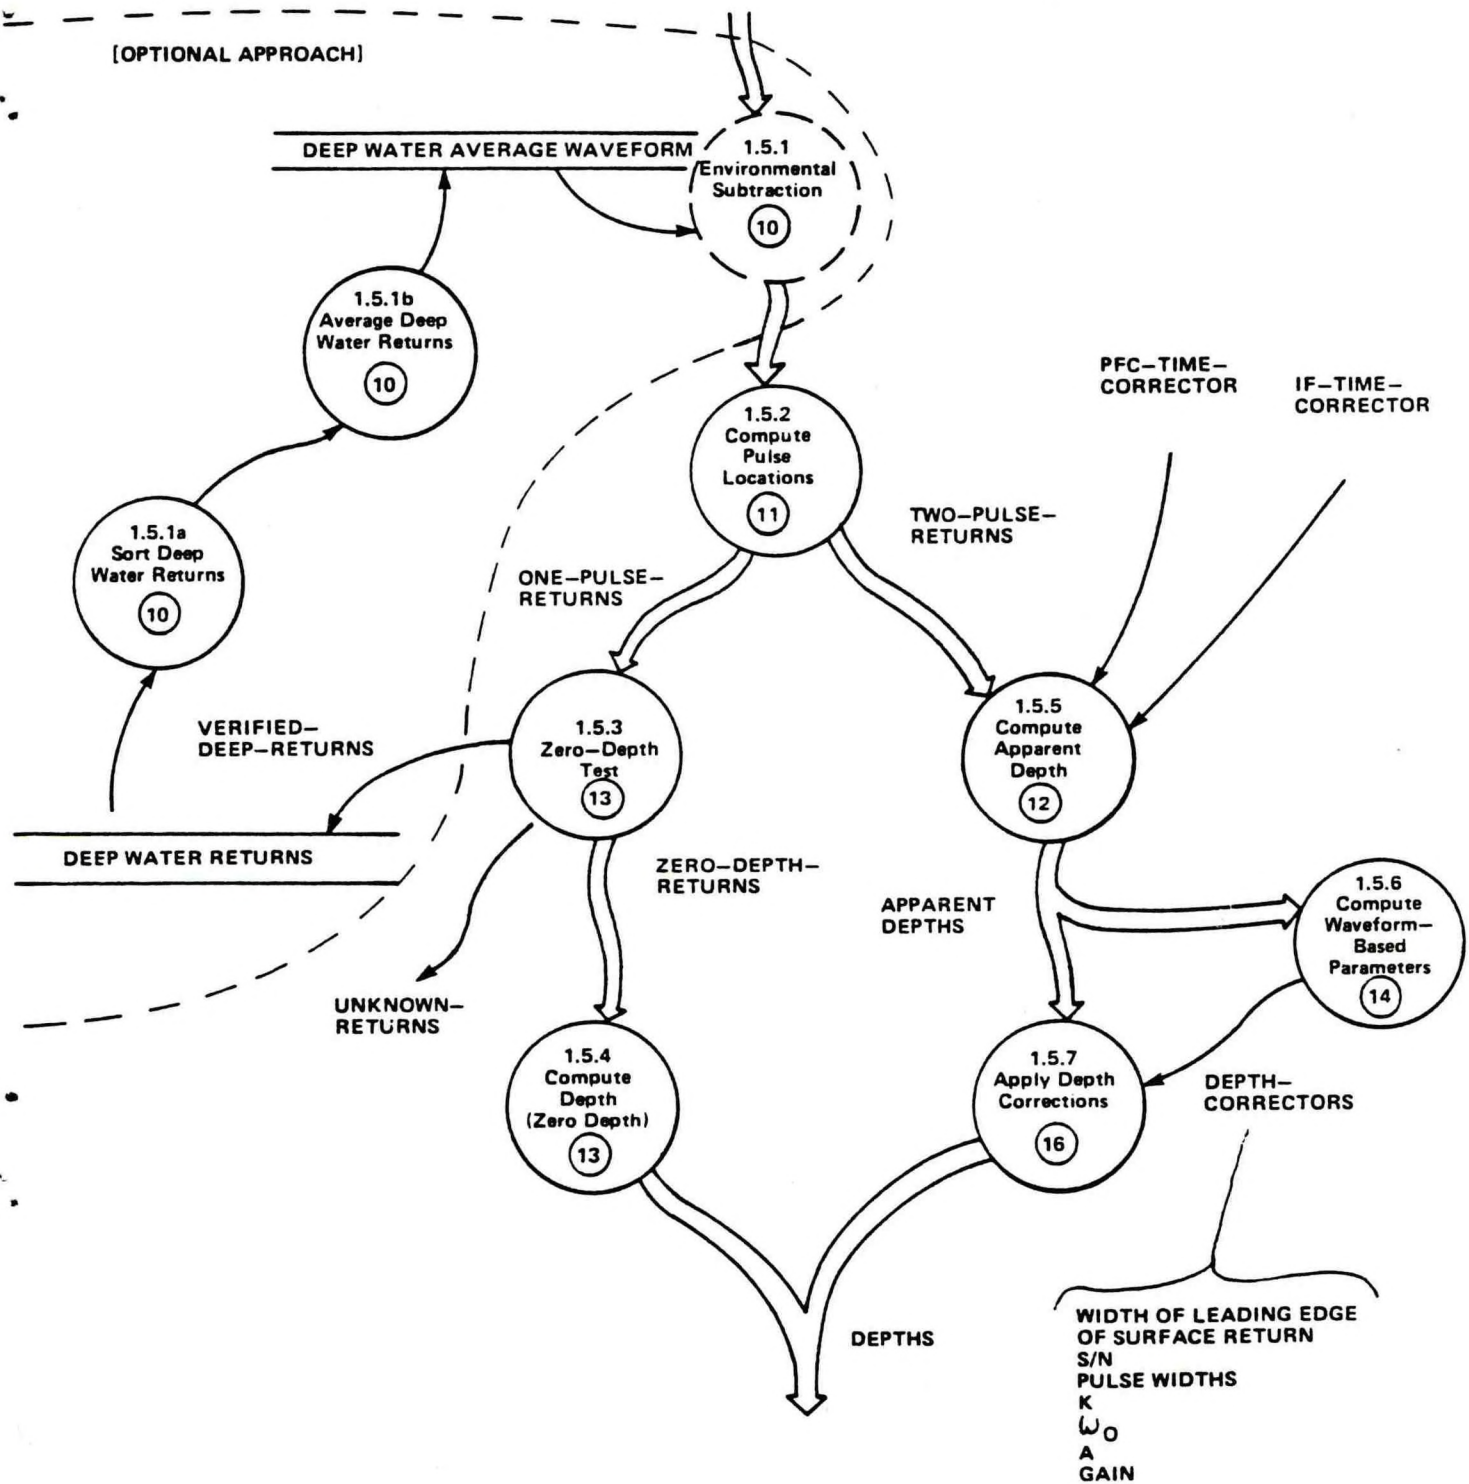 [OPTIONAL APPROACH]
DEEP WATER AVERAGE WAVEFORM
1.5.1
Environmental
Subtraction
10
1.5.1b
Average Deep
Water Returns
10
PFC–TIME–
CORRECTOR
IF–TIME–
CORRECTOR
1.5.2
Compute
Pulse
Locations
11
1.5.1a
Sort Deep
Water Returns
10
TWO–PULSE–
RETURNS
ONE–PULSE–
RETURNS
VERIFIED–
DEEP–RETURNS
1.5.3
Zero–Depth
Test
13
1.5.5
Compute
Apparent
Depth
12
DEEP WATER RETURNS
ZERO–DEPTH–
RETURNS
APPARENT
DEPTHS
1.5.6
Compute
Waveform–
Based
Parameters
14
UNKNOWN–
RETURNS
1.5.4
Compute
Depth
(Zero Depth)
13
1.5.7
Apply Depth
Corrections
16
DEPTH–
CORRECTORS
DEPTHS
WIDTH OF LEADING EDGE
OF SURFACE RETURN
S/N
PULSE WIDTHS
K
ω₀
A
GAIN